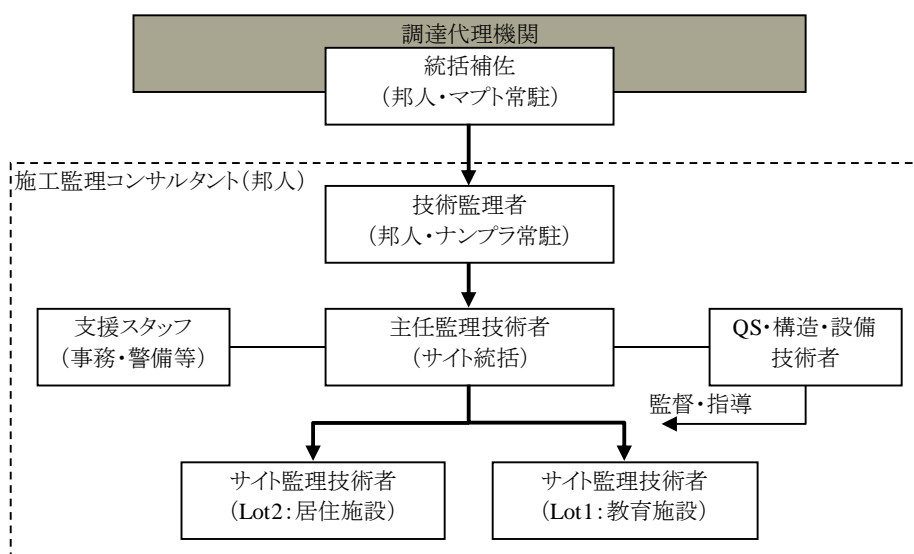 調達代理機関
統括補佐
(邦人・マプト常駐)
施工監理コンサルタント(邦人)
技術監理者
(邦人・ナンプラ常駐)
支援スタッフ
(事務・警備等)
主任監理技術者
(サイト統括)
QS・構造・設備
技術者
監督・指導
サイト監理技術者
(Lot2:居住施設)
サイト監理技術者
(Lot1:教育施設)